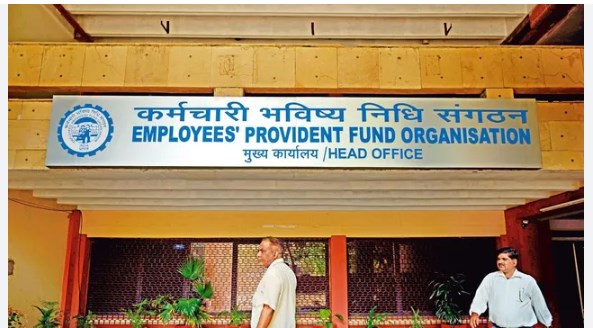 कर्मचारी भविष्य निधि संगठन
EMPLOYEES' PROVIDENT FUND ORGANISATION
मुख्य कार्यालय /HEAD OFFICE